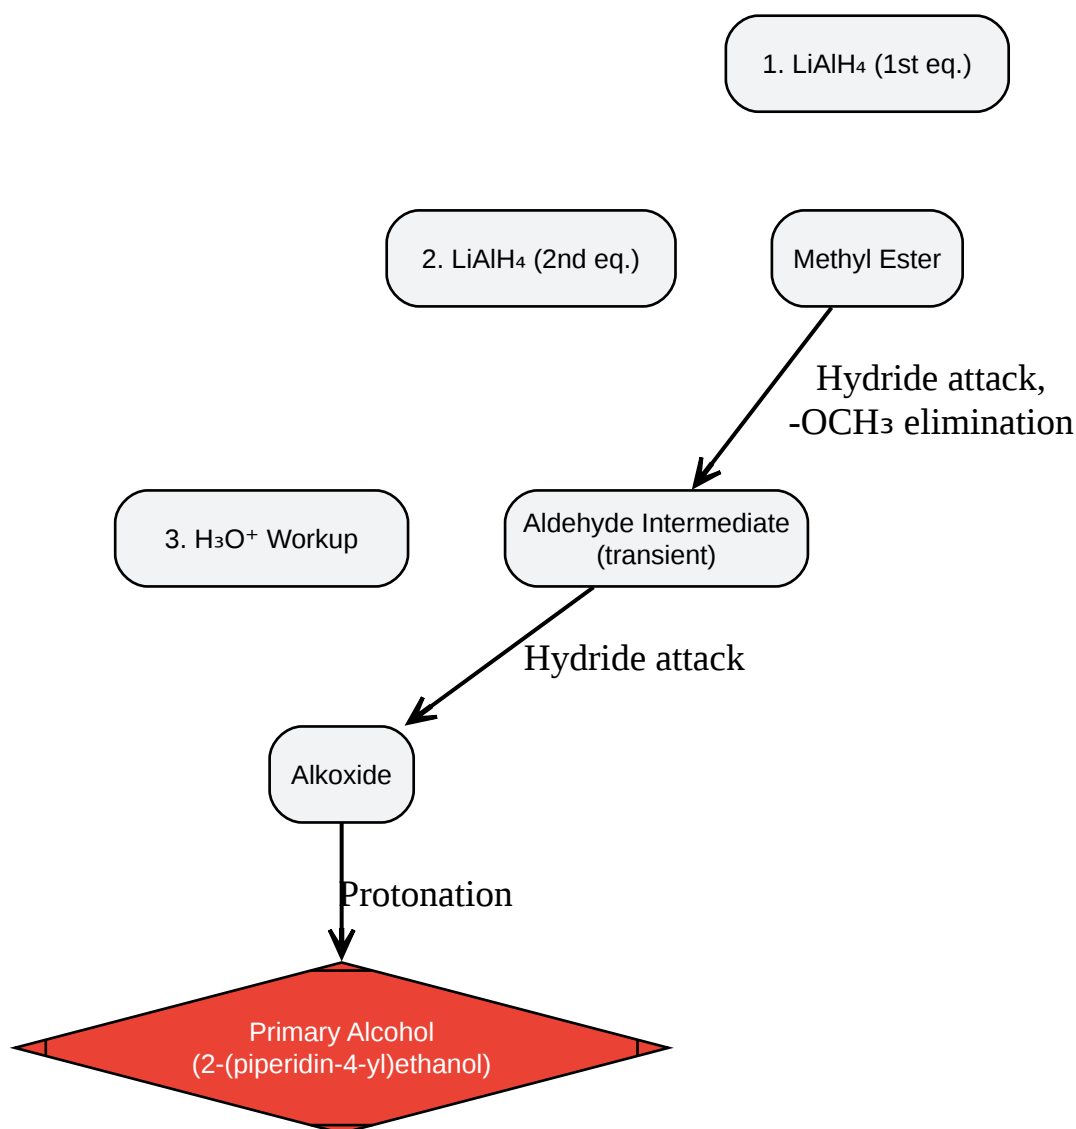 1. LiAlH₄ (1st eq.)
2. LiAlH₄ (2nd eq.)
Methyl Ester
Hydride attack,
-OCH₃ elimination
3. H₃O⁺ Workup
Aldehyde Intermediate
(transient)
Hydride attack
Alkoxide
Protonation
Primary Alcohol
(2-(piperidin-4-yl)ethanol)